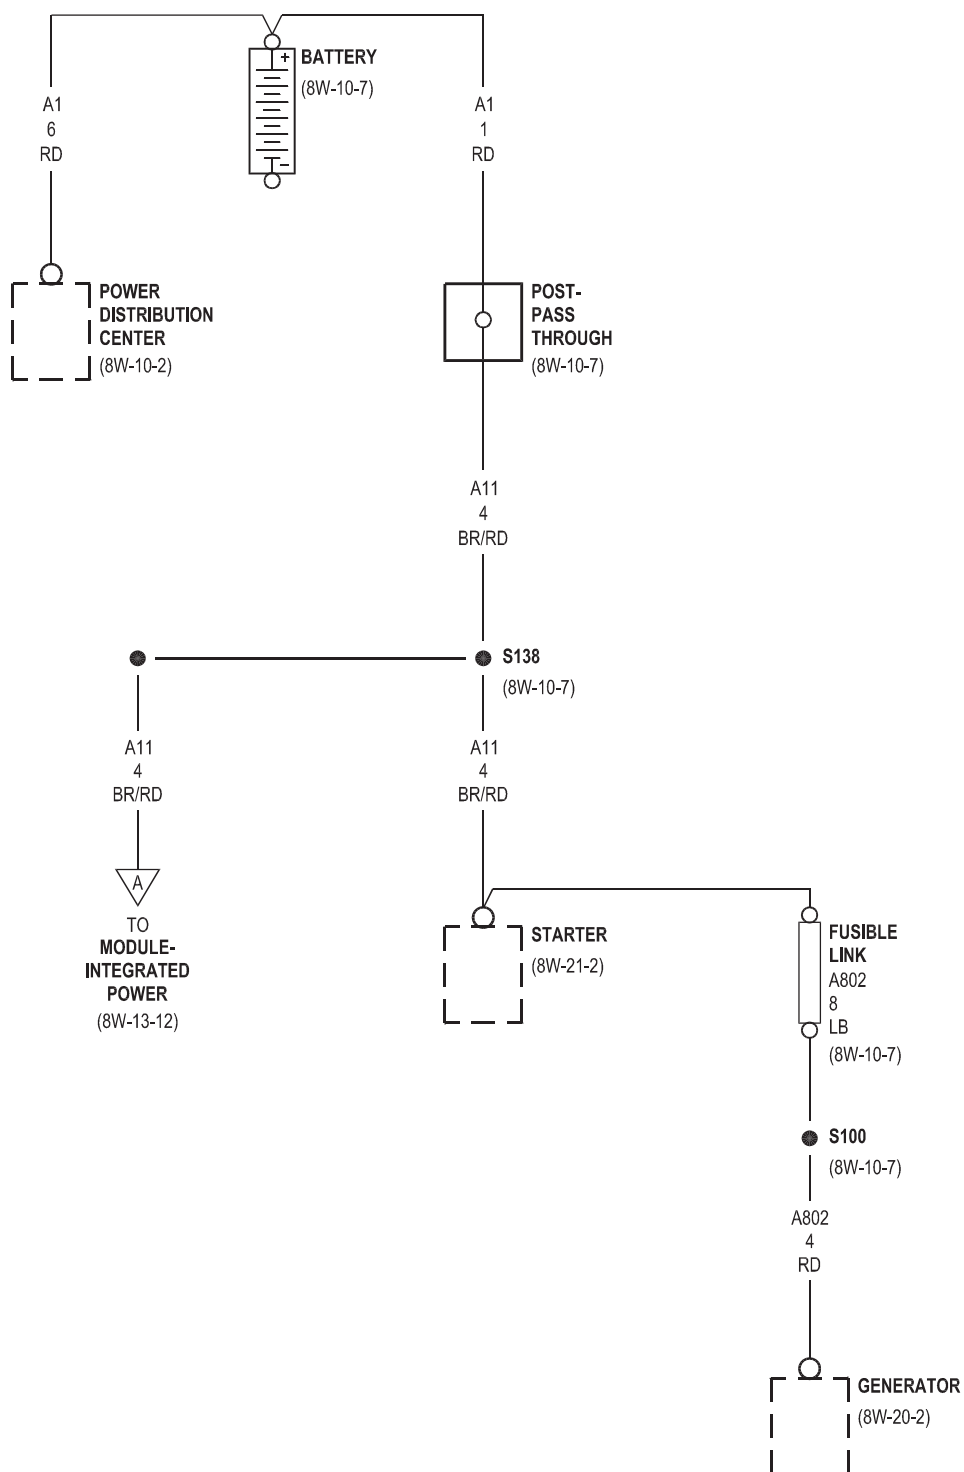 BATTERY
(8W-10-7)
+
−
A1
6
RD
A1
1
RD
POWER
DISTRIBUTION
CENTER
(8W-10-2)
POST-
PASS
THROUGH
(8W-10-7)
A11
4
BR/RD
S138
(8W-10-7)
A11
4
BR/RD
A11
4
BR/RD
A
TO
MODULE-
INTEGRATED
POWER
(8W-13-12)
STARTER
(8W-21-2)
FUSIBLE
LINK
A802
8
LB
(8W-10-7)
S100
(8W-10-7)
A802
4
RD
GENERATOR
(8W-20-2)